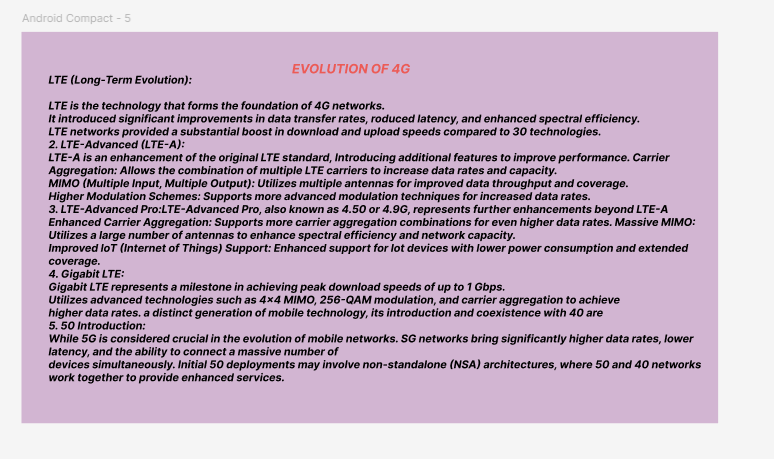 Android Compact - 5
EVOLUTION OF 4G
LTE (Long-Term Evolution):
LTE is the technology that forms the foundation of 4G networks.
It introduced significant improvements in data transfer rates, roduced latency, and enhanced spectral efficiency.
LTE networks provided a substantial boost in download and upload speeds compared to 30 technologies.
2. LTE-Advanced (LTE-A):
LTE-A is an enhancement of the original LTE standard, Introducing additional features to improve performance. Carrier
Aggregation: Allows the combination of multiple LTE carriers to increase data rates and capacity.
MIMO (Multiple Input, Multiple Output): Utilizes multiple antennas for improved data throughput and coverage.
Higher Modulation Schemes: Supports more advanced modulation techniques for increased data rates.
3. LTE-Advanced Pro:LTE-Advanced Pro, also known as 4.50 or 4.9G, represents further enhancements beyond LTE-A
Enhanced Carrier Aggregation: Supports more carrier aggregation combinations for even higher data rates. Massive MIMO:
Utilizes a large number of antennas to enhance spectral efficiency and network capacity.
Improved IoT (Internet of Things) Support: Enhanced support for lot devices with lower power consumption and extended
coverage.
4. Gigabit LTE:
Gigabit LTE represents a milestone in achieving peak download speeds of up to 1 Gbps.
Utilizes advanced technologies such as 4×4 MIMO, 256-QAM modulation, and carrier aggregation to achieve
higher data rates. a distinct generation of mobile technology, its introduction and coexistence with 40 are
5. 50 Introduction:
While 5G is considered crucial in the evolution of mobile networks. SG networks bring significantly higher data rates, lower
latency, and the ability to connect a massive number of
devices simultaneously. Initial 50 deployments may involve non-standalone (NSA) architectures, where 50 and 40 networks
work together to provide enhanced services.